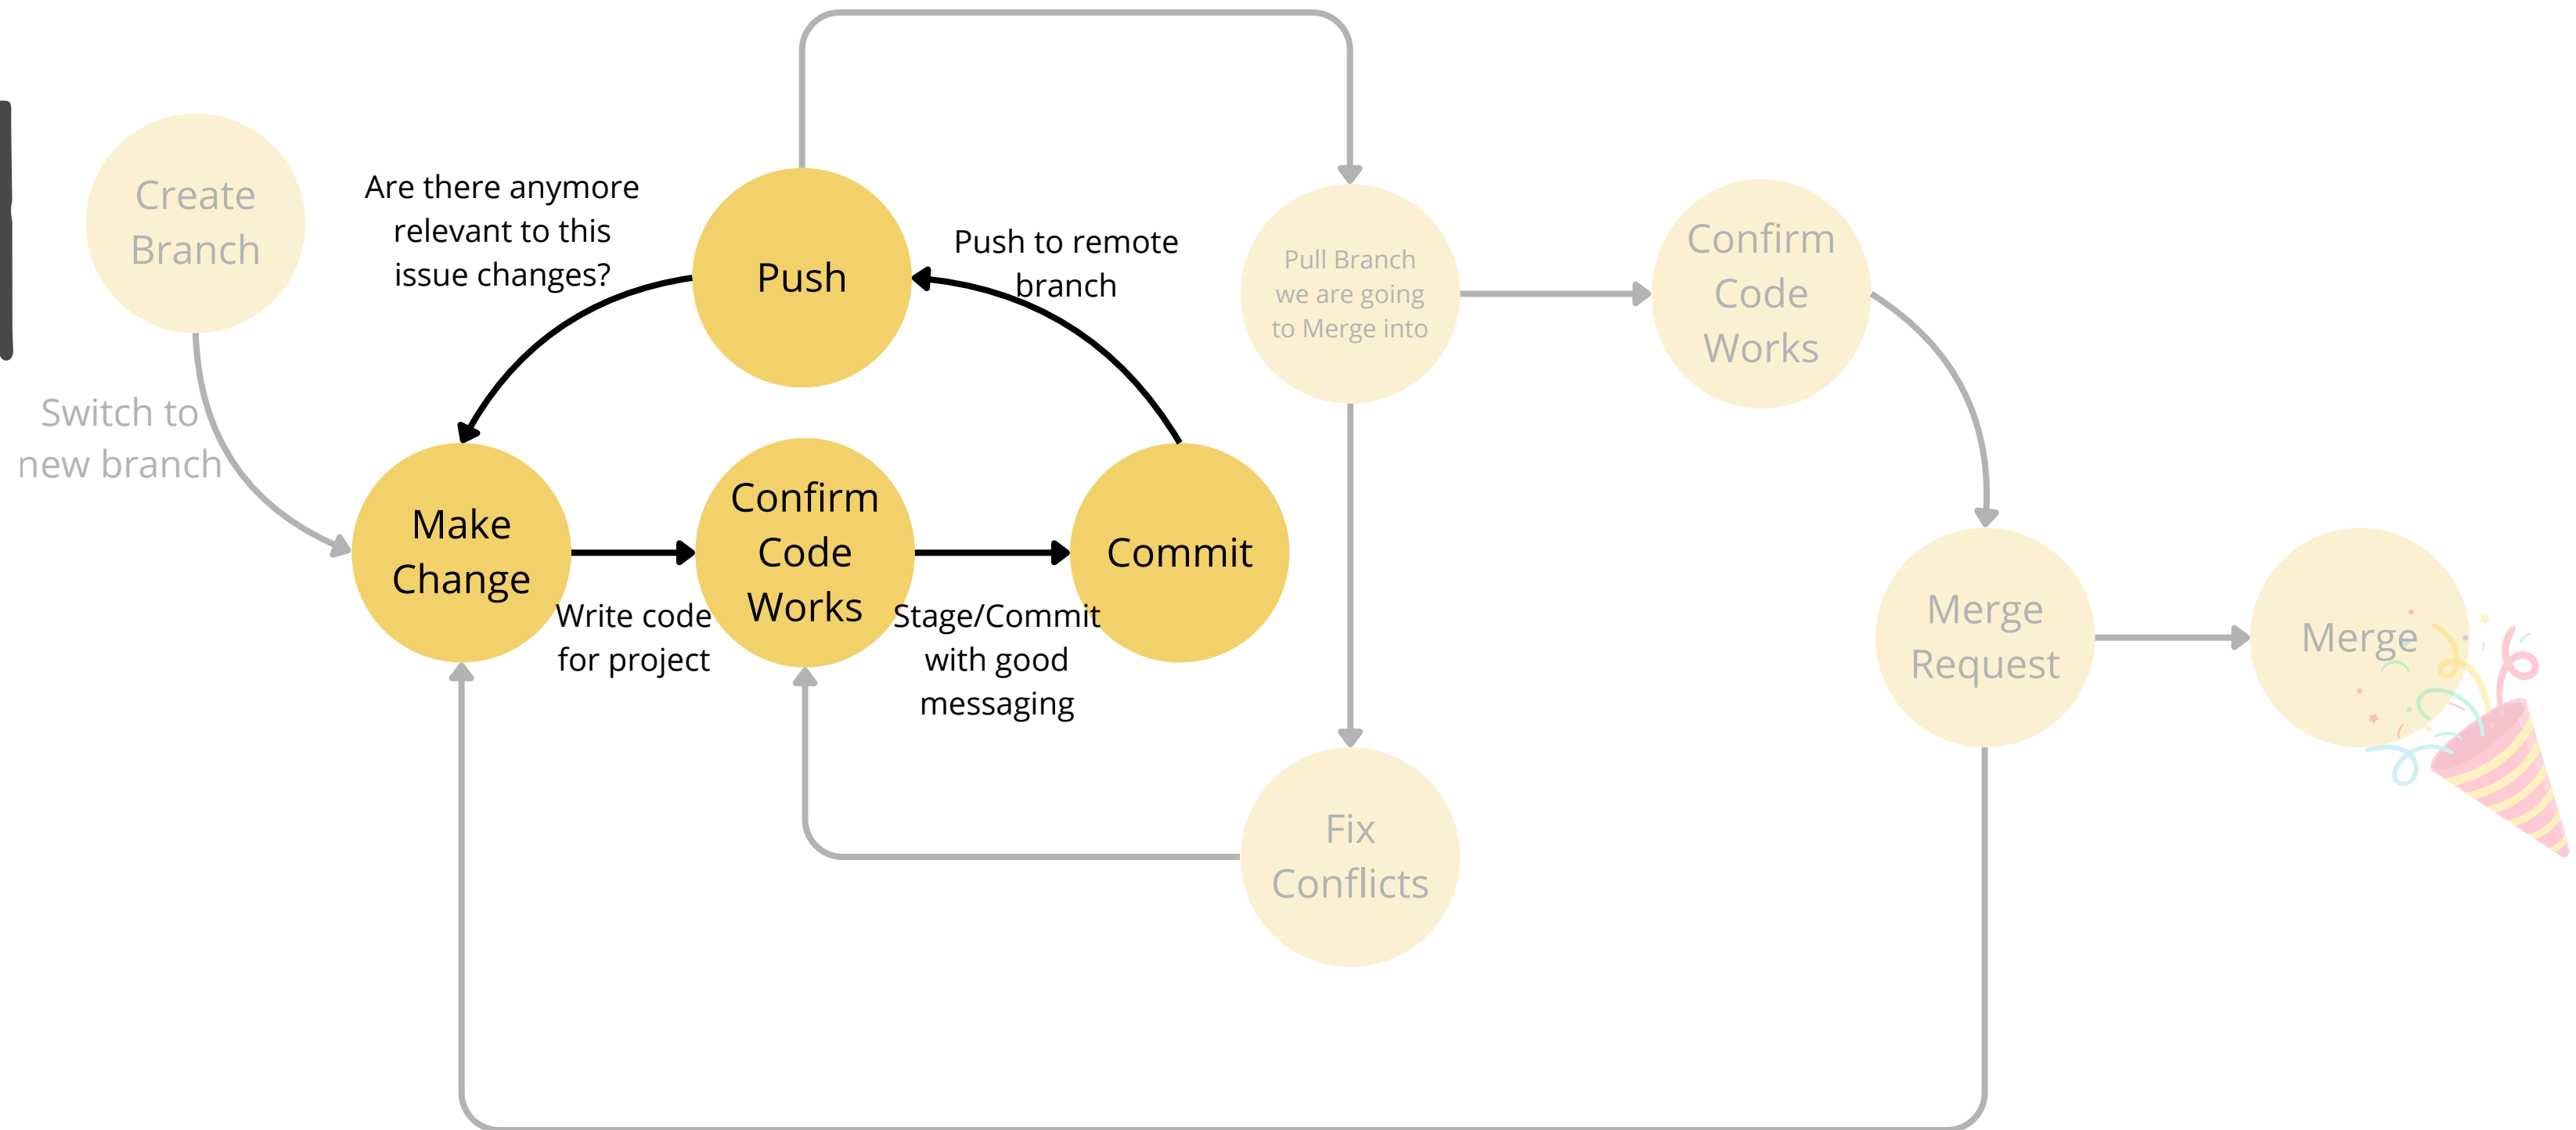 Create
Branch
Switch to
new branch
Are there anymore
relevant to this
issue changes?
Push
Push to remote
branch
Make
Change
Write code
for project
Confirm
Code
Works
Stage/Commit
with good
messaging
Commit
Pull Branch
we are going
to Merge into
Fix
Conflicts
Confirm
Code
Works
Merge
Request
Merge